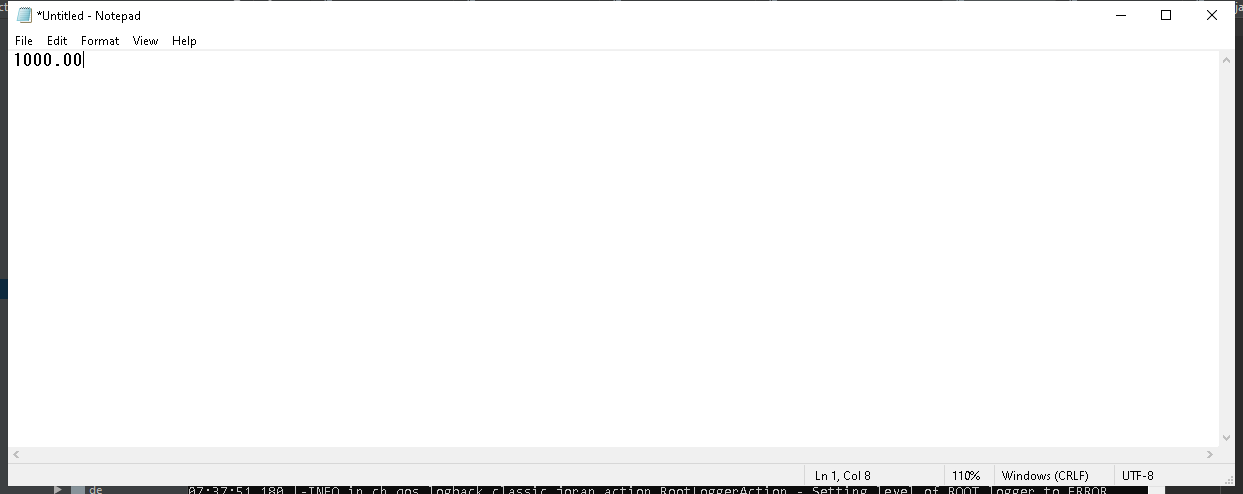 *Untitled - Notepad
File Edit Format View Help
1000.00
Ln 1, Col 8 110% Windows (CRLF) UTF-8
de 07:37:51,180 |-INFO in ch.qos.logback.classic.joran.action.RootLoggerAction - Setting level of ROOT logger to ERROR